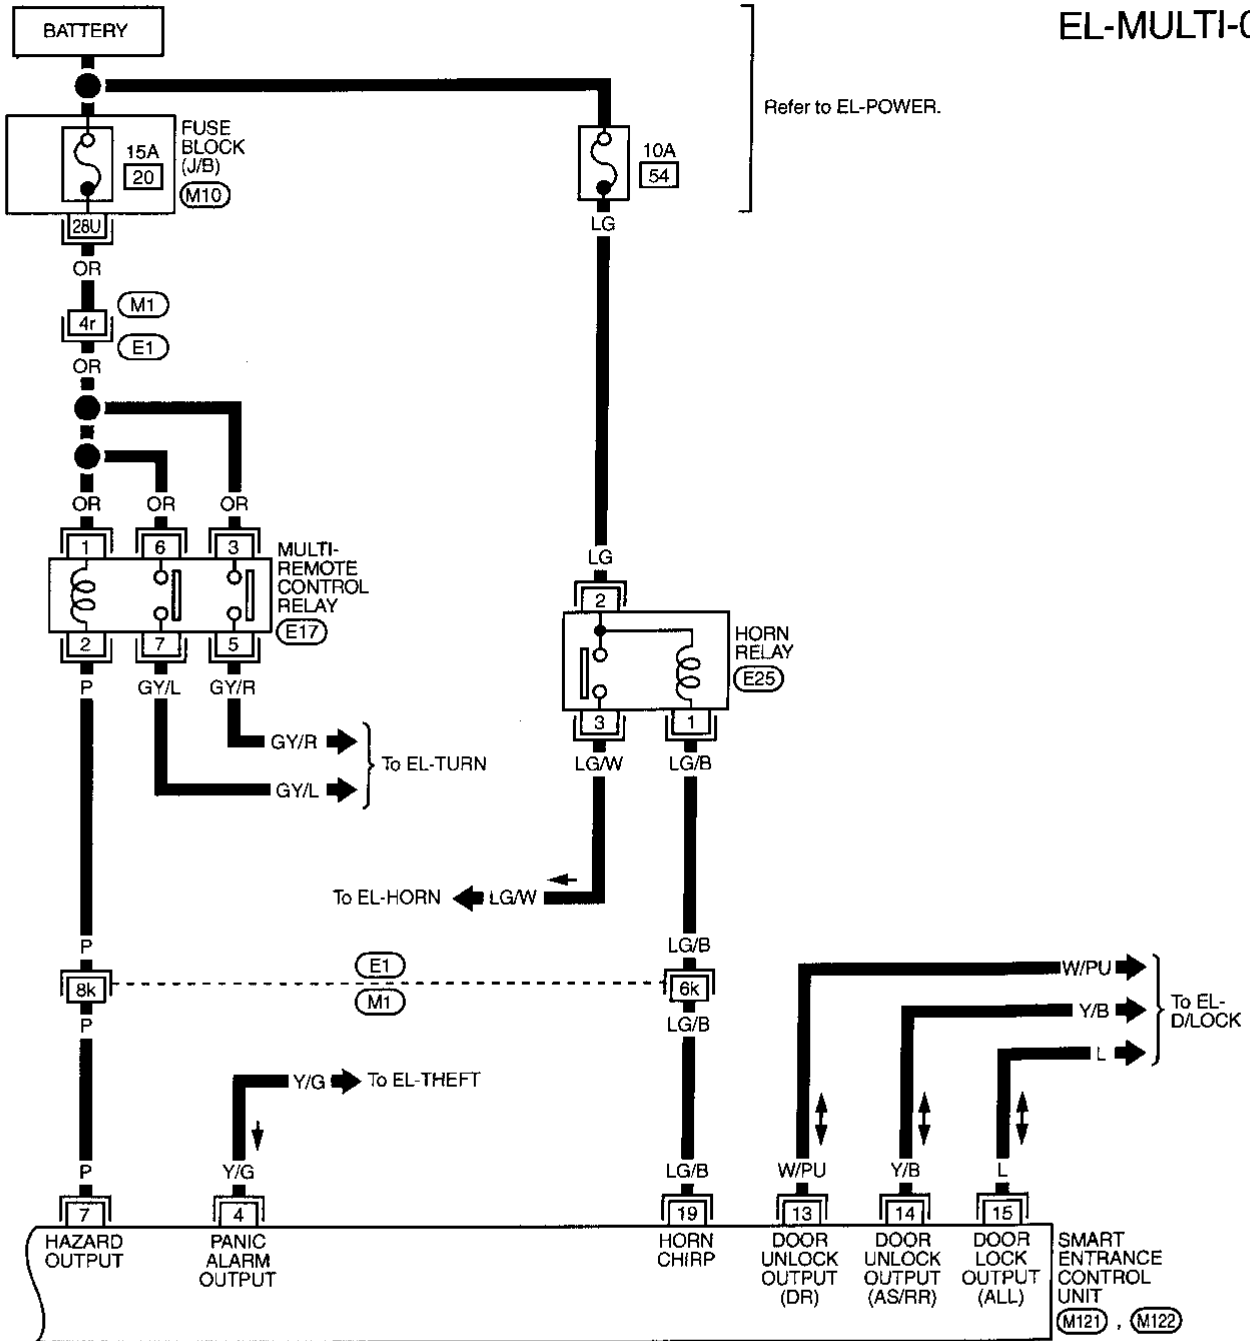 EL-MULTI-0
BATTERY
Refer to EL-POWER.
FUSE
BLOCK
(J/B)
M10
15A
20
10A
54
28U
LG
OR
M1
4r
E1
OR
OR OR OR
LG
1 6 3
MULTI-
REMOTE
CONTROL
RELAY
E17
2
HORN
RELAY
E25
2 7 5
3 1
P GY/L GY/R
GY/R
To EL-TURN
GY/L
LG/W LG/B
To EL-HORN
LG/W
P
LG/B
8k
E1
M1
6k
P
LG/B
W/PU
Y/B
L
To EL-
D/LOCK
Y/G
To EL-THEFT
P Y/G LG/B W/PU Y/B L
7 4 19 13 14 15
HAZARD
OUTPUT
PANIC
ALARM
OUTPUT
HORN
CHIRP
DOOR
UNLOCK
OUTPUT
(DR)
DOOR
UNLOCK
OUTPUT
(AS/RR)
DOOR
LOCK
OUTPUT
(ALL)
SMART
ENTRANCE
CONTROL
UNIT
M121 , M122